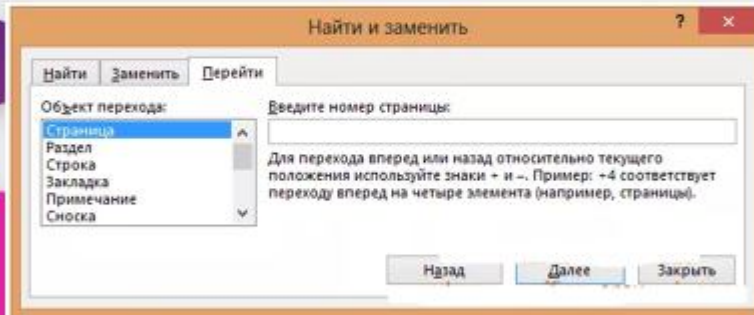 Найти и заменить ? ×
Найти Заменить Перейти
Объект перехода:
Введите номер страницы:
Страница
Раздел
Строка
Закладка
Примечание
Сноска
Для перехода вперед или назад относительно текущего
положения используйте знаки + и –. Пример: +4 соответствует
переходу вперед на четыре элемента (например, страницы).
Назад Далее Закрыть